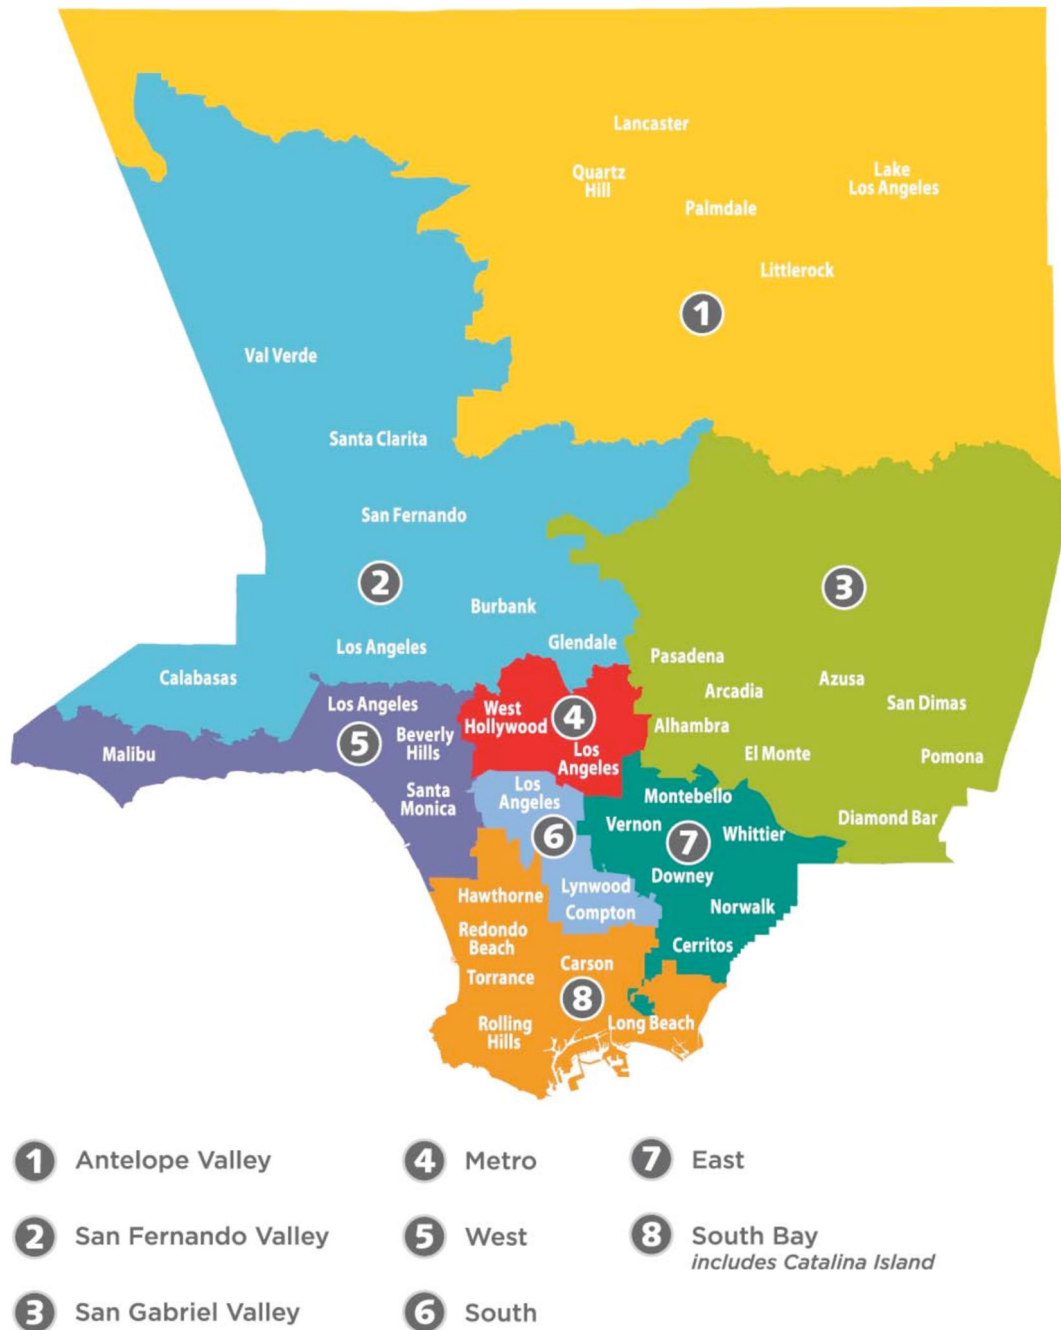 Lancaster
Quartz
Hill
Lake
Los Angeles
Palmdale
Littlerock
1
Val Verde
Santa Clarita
San Fernando
2
3
Burbank
Los Angeles
Glendale
Calabasas
Pasadena
Azusa
Arcadia
San Dimas
Alhambra
El Monte
Pomona
Diamond Bar
Los Angeles
5
Beverly
Hills
Malibu
Santa
Monica
West
Hollywood
4
Los
Angeles
Los
Angeles
6
Lynwood
Compton
Montebello
Vernon
Whittier
7
Downey
Norwalk
Cerritos
Hawthorne
Redondo
Beach
Torrance
Carson
8
Rolling
Hills
Long Beach
1 Antelope Valley
2 San Fernando Valley
3 San Gabriel Valley
4 Metro
5 West
6 South
7 East
8 South Bay
includes Catalina Island